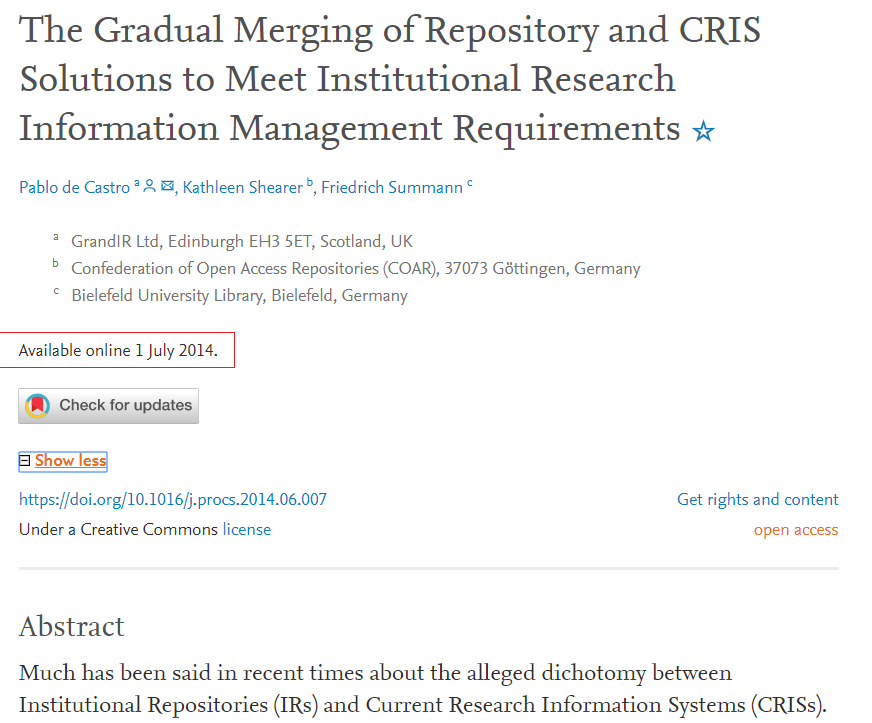 The Gradual Merging of Repository and CRIS
Solutions to Meet Institutional Research
Information Management Requirements ☆
Pablo de Castro a, Kathleen Shearer b, Friedrich Summann c
a GrandIR Ltd, Edinburgh EH3 5ET, Scotland, UK
b Confederation of Open Access Repositories (COAR), 37073 Göttingen, Germany
c Bielefeld University Library, Bielefeld, Germany
Available online 1 July 2014.
Check for updates
Show less
https://doi.org/10.1016/j.procs.2014.06.007 Get rights and content
Under a Creative Commons license open access
Abstract
Much has been said in recent times about the alleged dichotomy between
Institutional Repositories (IRs) and Current Research Information Systems (CRISs).